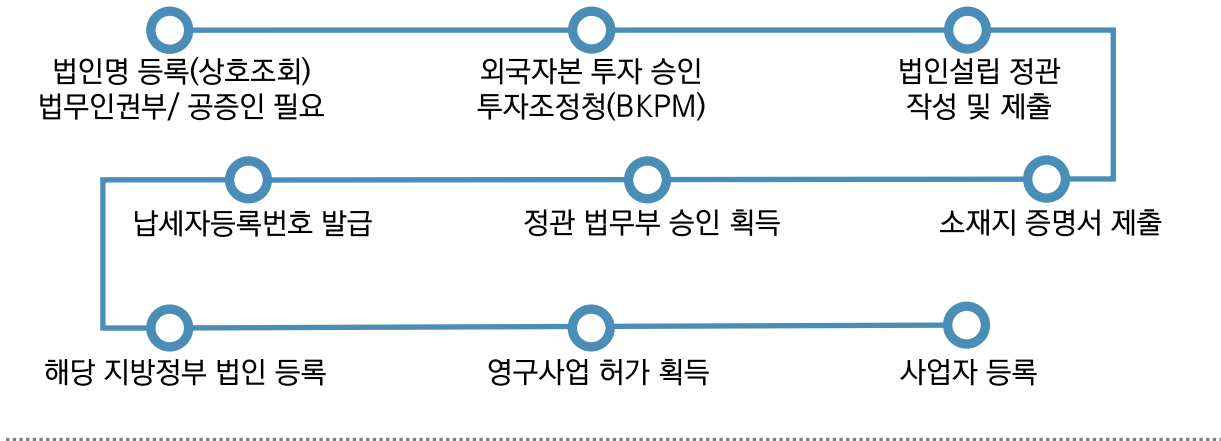 법인명 등록(상호조회)
법무인권부/ 공증인 필요
외국자본 투자 승인
투자조정청(BKPM)
법인설립 정관
작성 및 제출
소재지 증명서 제출
정관 법무부 승인 획득
납세자등록번호 발급
해당 지방정부 법인 등록
영구사업 허가 획득
사업자 등록